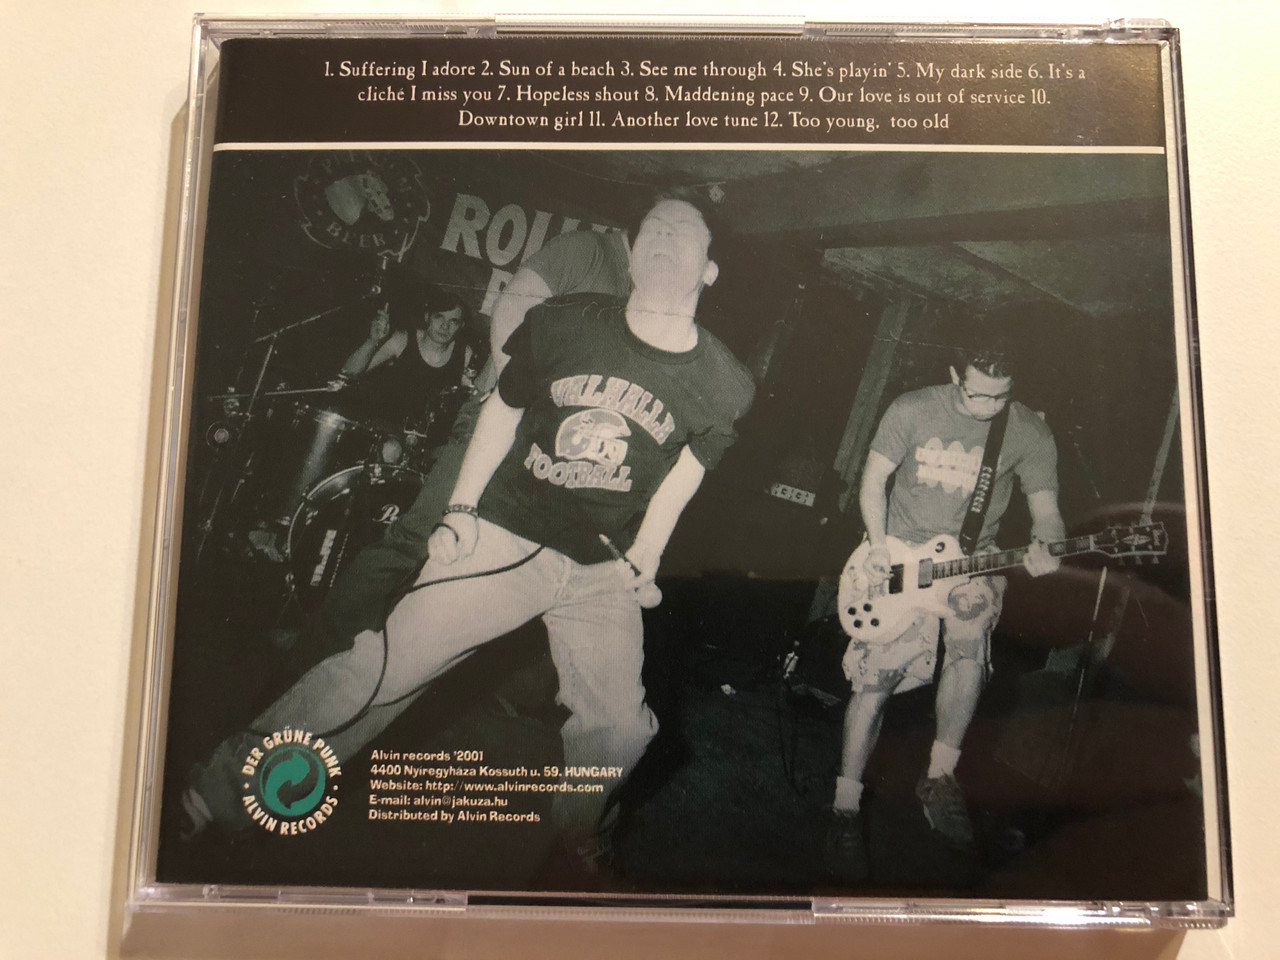 1. Suffering I adore 2. Sun of a beach 3. See me through 4. She's playin' 5. My dark side 6. It's a
cliché I miss you 7. Hopeless shout 8. Maddening pace 9. Our love is out of service 10.
Downtown girl 11. Another love tune 12. Too young, too old
BEER
VALHALLA
FOOTBALL
DER GRÜNE PUNK
• ALVIN RECORDS •
Alvin records '2001
4400 Nyíregyháza Kossuth u. 59. HUNGARY
Website: http://www.alvinrecords.com
E-mail: alvin@jakuza.hu
Distributed by Alvin Records